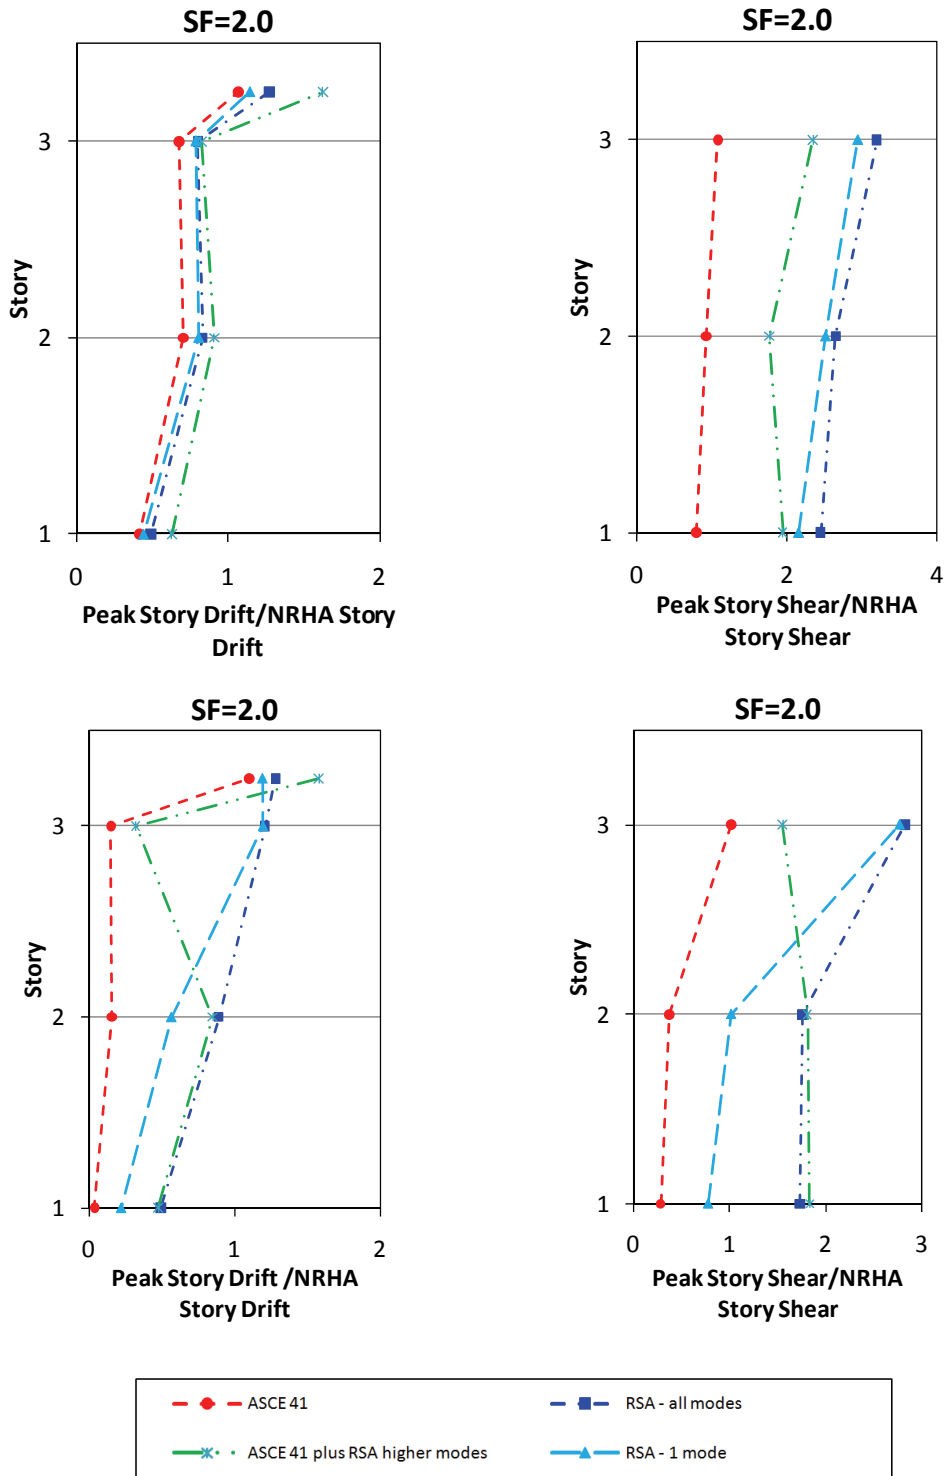 SF=2.0
3
2
1
Story
0
1
2
Peak Story Drift/NRHA Story
Drift
SF=2.0
3
2
1
Story
0
2
4
Peak Story Shear/NRHA
Story Shear
SF=2.0
3
2
1
Story
0
1
2
Peak Story Drift /NRHA
Story Drift
SF=2.0
3
2
1
Story
0
1
2
3
Peak Story Shear/NRHA
Story Shear
ASCE 41
RSA - all modes
ASCE 41 plus RSA higher modes
RSA - 1 mode